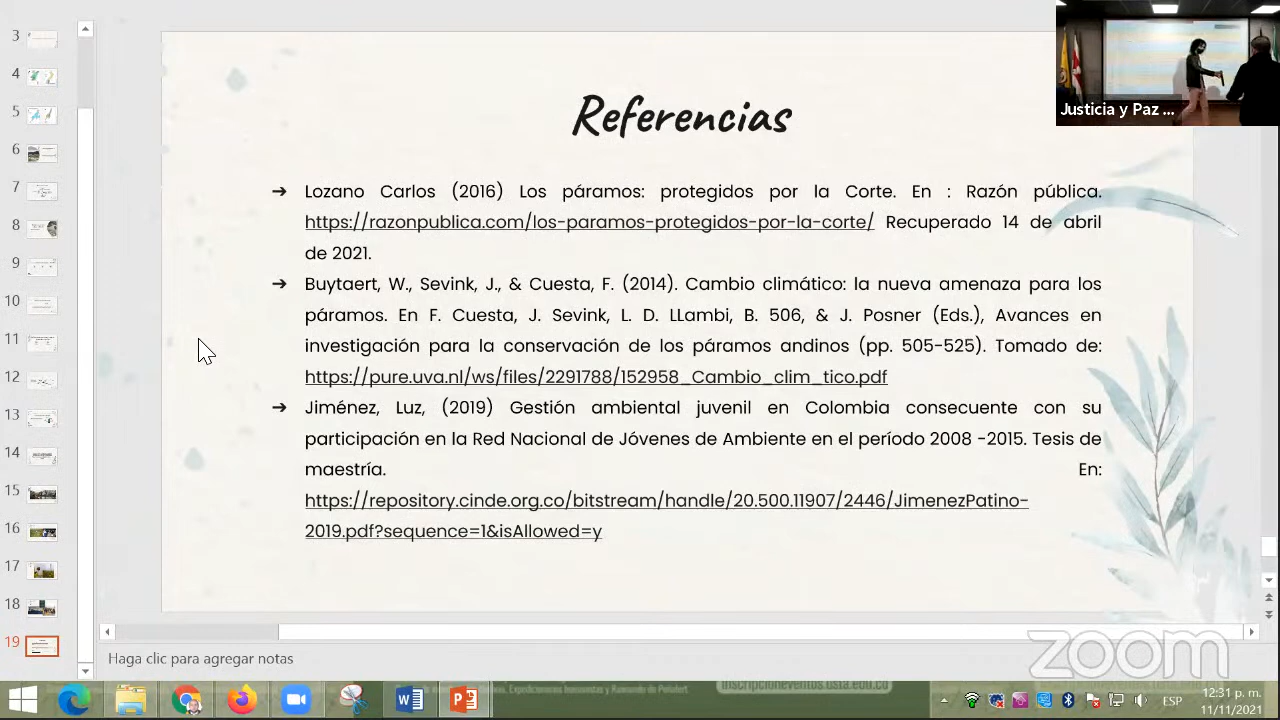 Justicia y Paz ...
Referencias
➔ Lozano Carlos (2016) Los páramos: protegidos por la Corte. En : Razón pública.
https://razonpublica.com/los-paramos-protegidos-por-la-corte/ Recuperado 14 de abril
de 2021.
➔ Buytaert, W., Sevink, J., & Cuesta, F. (2014). Cambio climático: la nueva amenaza para los
páramos. En F. Cuesta, J. Sevink, L. D. LLambi, B. 506, & J. Posner (Eds.), Avances en
investigación para la conservación de los páramos andinos (pp. 505-525). Tomado de:
https://pure.uva.nl/ws/files/2291788/152958_Cambio_clim_tico.pdf
➔ Jiménez, Luz, (2019) Gestión ambiental juvenil en Colombia consecuente con su
participación en la Red Nacional de Jóvenes de Ambiente en el período 2008 -2015. Tesis de
maestría. En:
https://repository.cinde.org.co/bitstream/handle/20.500.11907/2446/JimenezPatino-
2019.pdf?sequence=1&isAllowed=y
3
4
5
6
7
8
9
10
11
12
13
14
15
16
17
18
19
Haga clic para agregar notas
zoom
inscripcioneventos.usta.edu.co
ESP
12:31 p. m.
11/11/2021